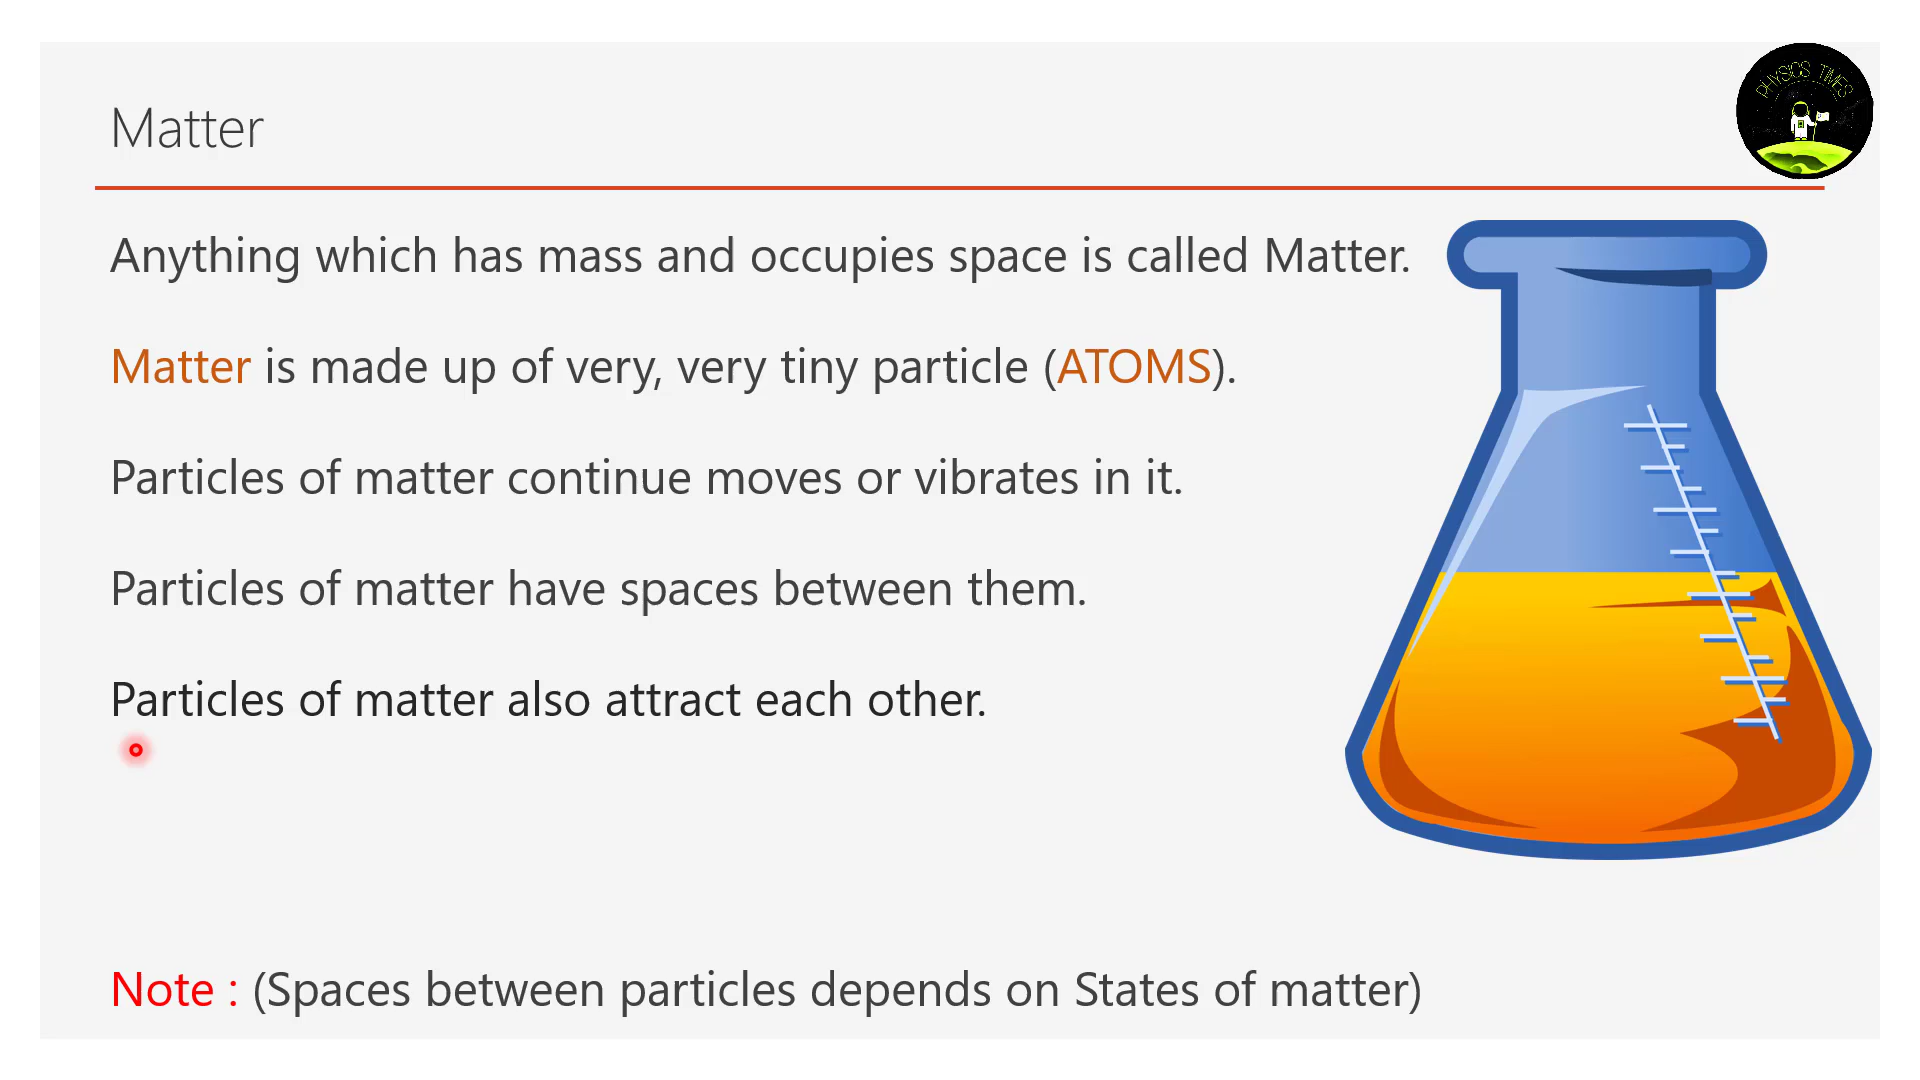 PHYSICS TIMES
Matter
Anything which has mass and occupies space is called Matter.
Matter is made up of very, very tiny particle (ATOMS).
Particles of matter continue moves or vibrates in it.
Particles of matter have spaces between them.
Particles of matter also attract each other.
Note : (Spaces between particles depends on States of matter)